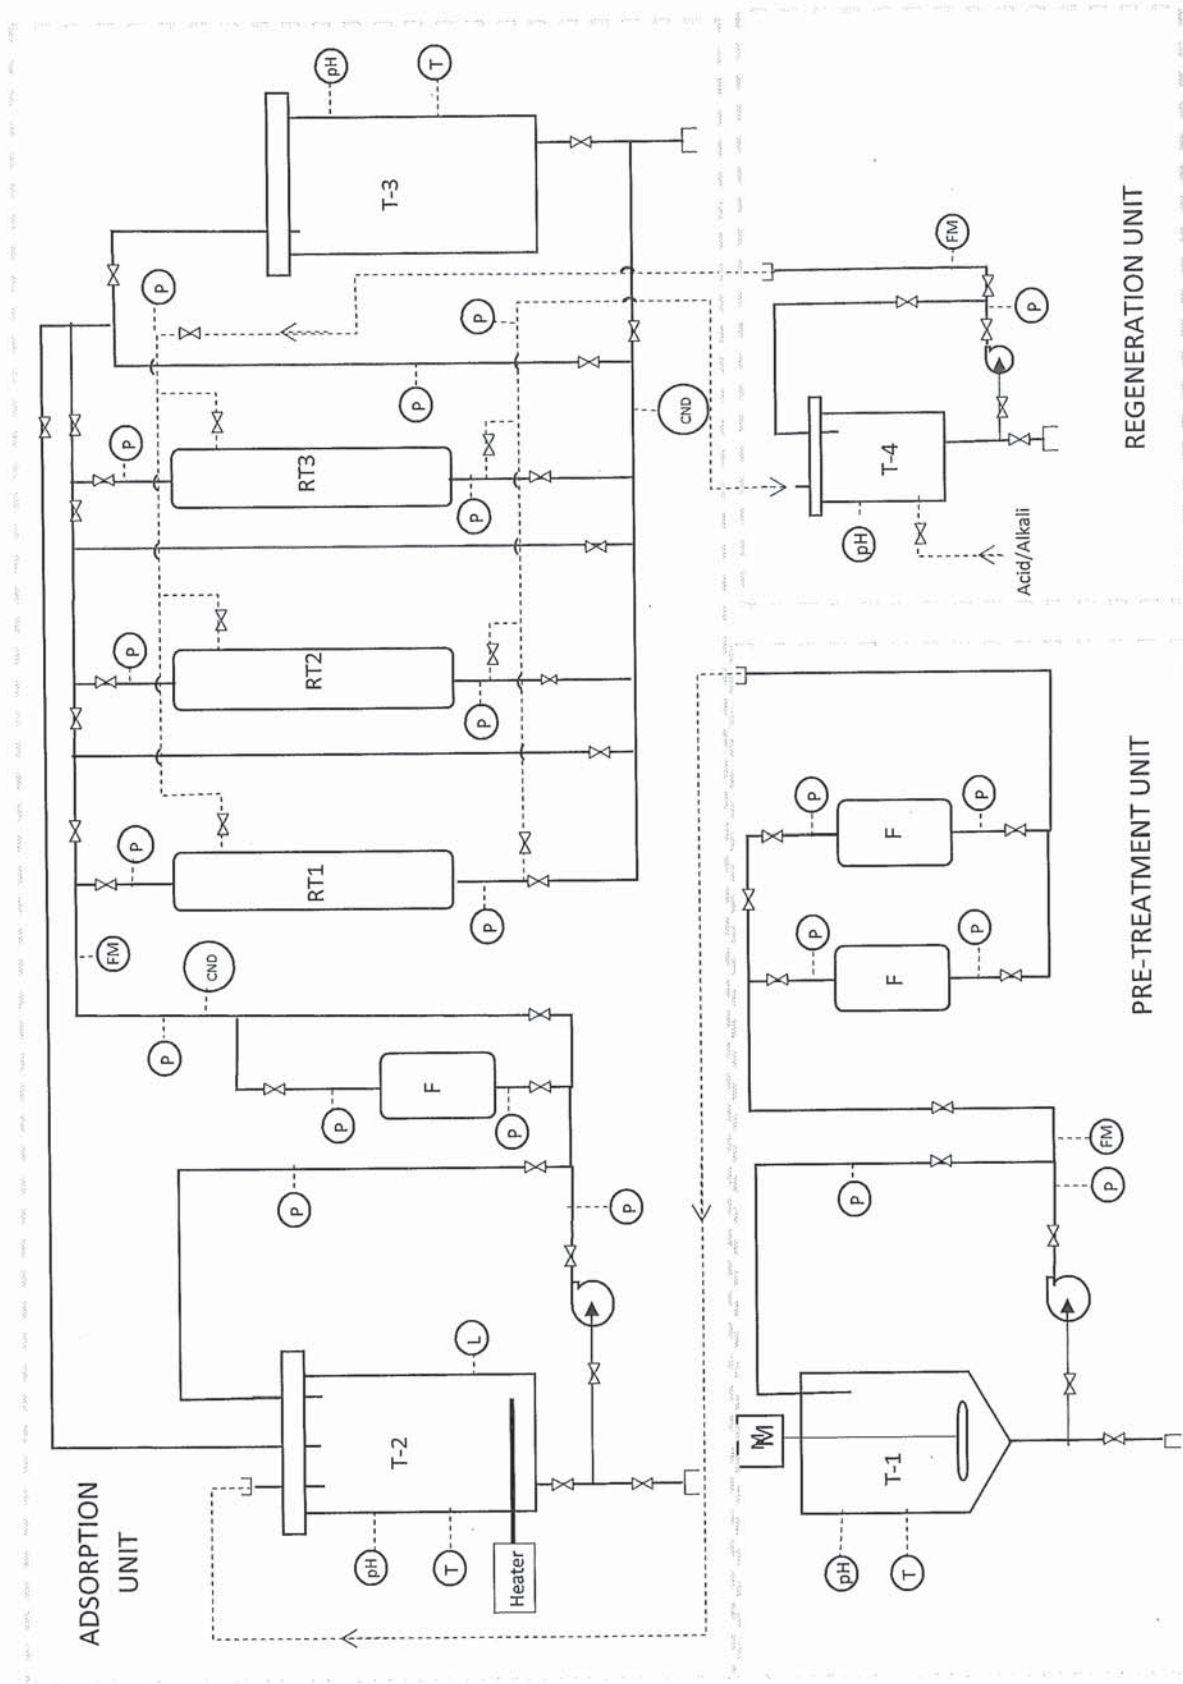 ADSORPTION
UNIT
FM
P
P
P
P
P
CND
RT1
RT2
RT3
P
pH
P
T-2
T-3
pH
P
F
T
T
L
P
P
P
P
P
Heater
P
CND
M
P
P
pH
P
F
F
T-1
T
P
P
P
FM
PRE-TREATMENT UNIT
pH
T-4
FM
Acid/Alkali
P
REGENERATION UNIT